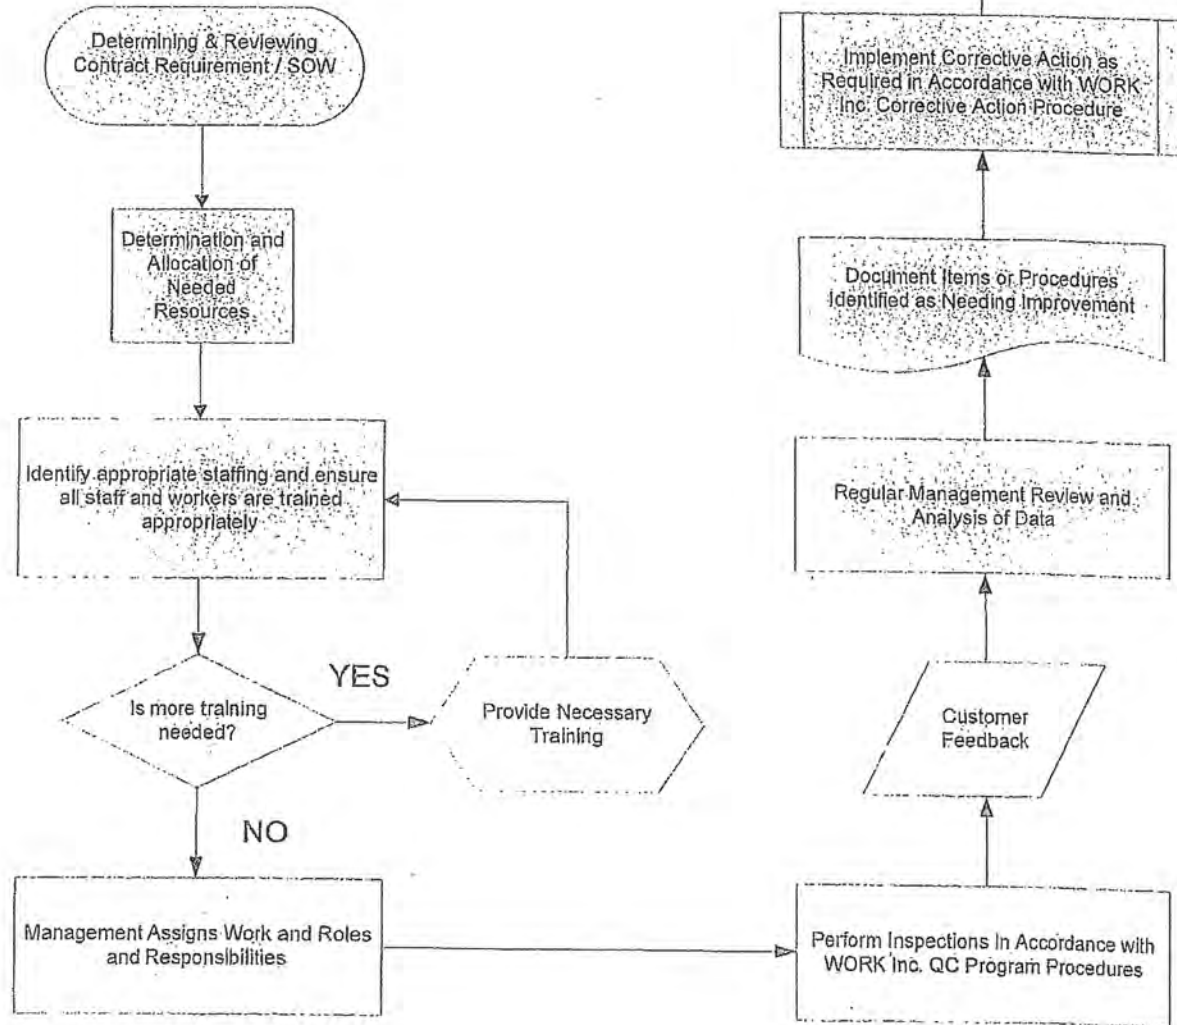 Determining & Reviewing
Contract Requirement / SOW
Determination and
Allocation of
Needed
Resources
Identify appropriate staffing and ensure
all staff and workers are trained
appropriately
Is more training
needed?
YES
Provide Necessary
Training
NO
Management Assigns Work and Roles
and Responsibilities
Perform Inspections In Accordance with
WORK Inc. QC Program Procedures
Customer
Feedback
Regular Management Review and
Analysis of Data
Document Items or Procedures
Identified as Needing Improvement
Implement Corrective Action as
Required in Accordance with WORK
Inc. Corrective Action Procedure